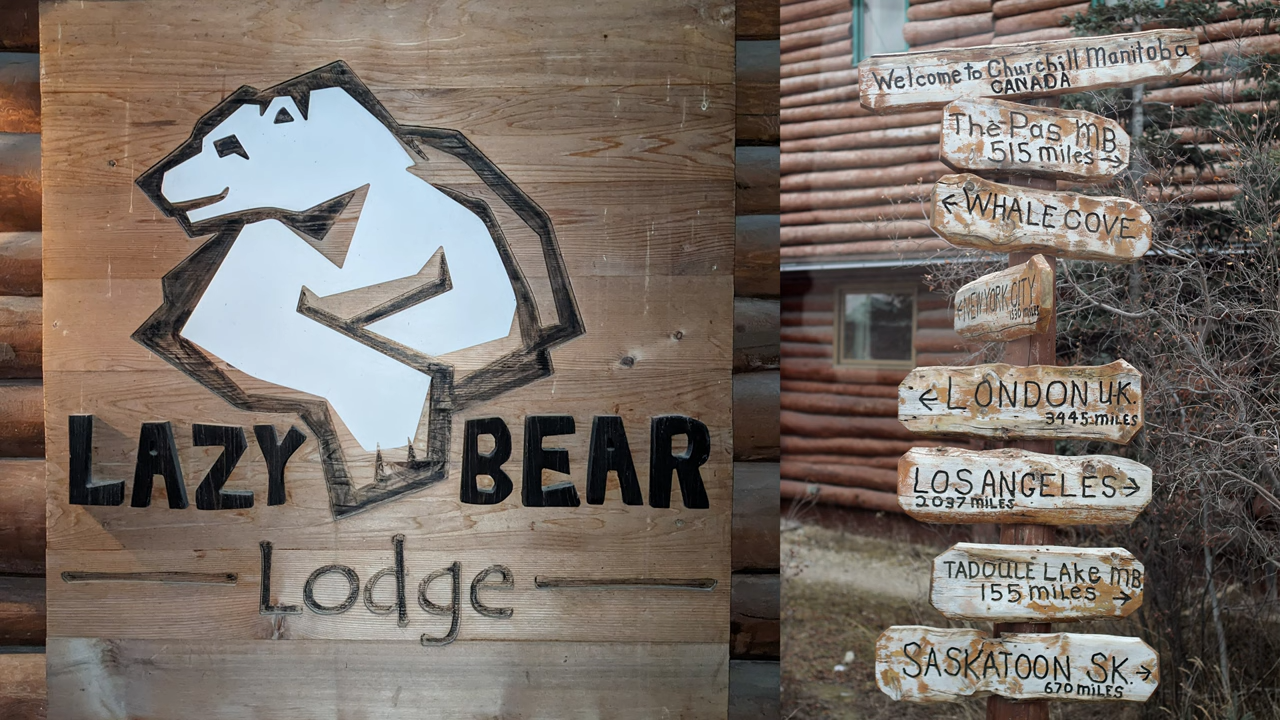 LAZY BEAR
Lodge
Welcome to Churchill Manitoba
CANADA
The Pas MB
515 miles →
← WHALE COVE
← NEW YORK CITY
← LONDON UK.
3445 MILES
LOS ANGELES →
2037 MILES
TADOULE LAKE MB
155 miles →
SASKATOON SK. →
670 MILES